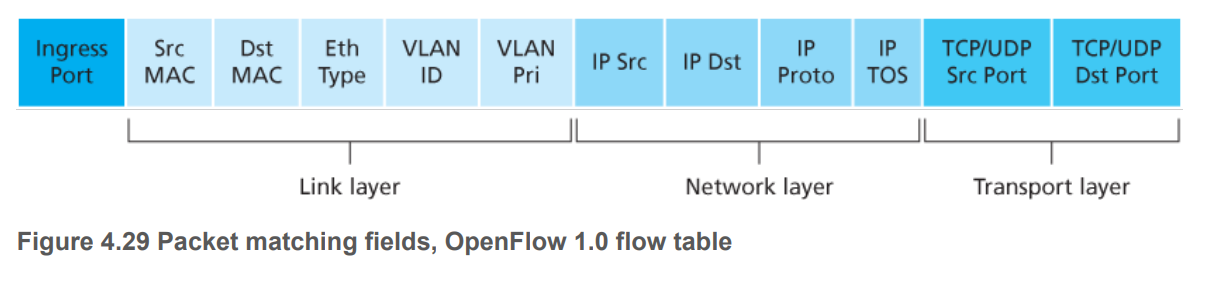 Ingress Port
Src MAC
Dst MAC
Eth Type
VLAN ID
VLAN Pri
IP Src
IP Dst
IP Proto
IP TOS
TCP/UDP Src Port
TCP/UDP Dst Port
Link layer
Network layer
Transport layer
Figure 4.29 Packet matching fields, OpenFlow 1.0 flow table